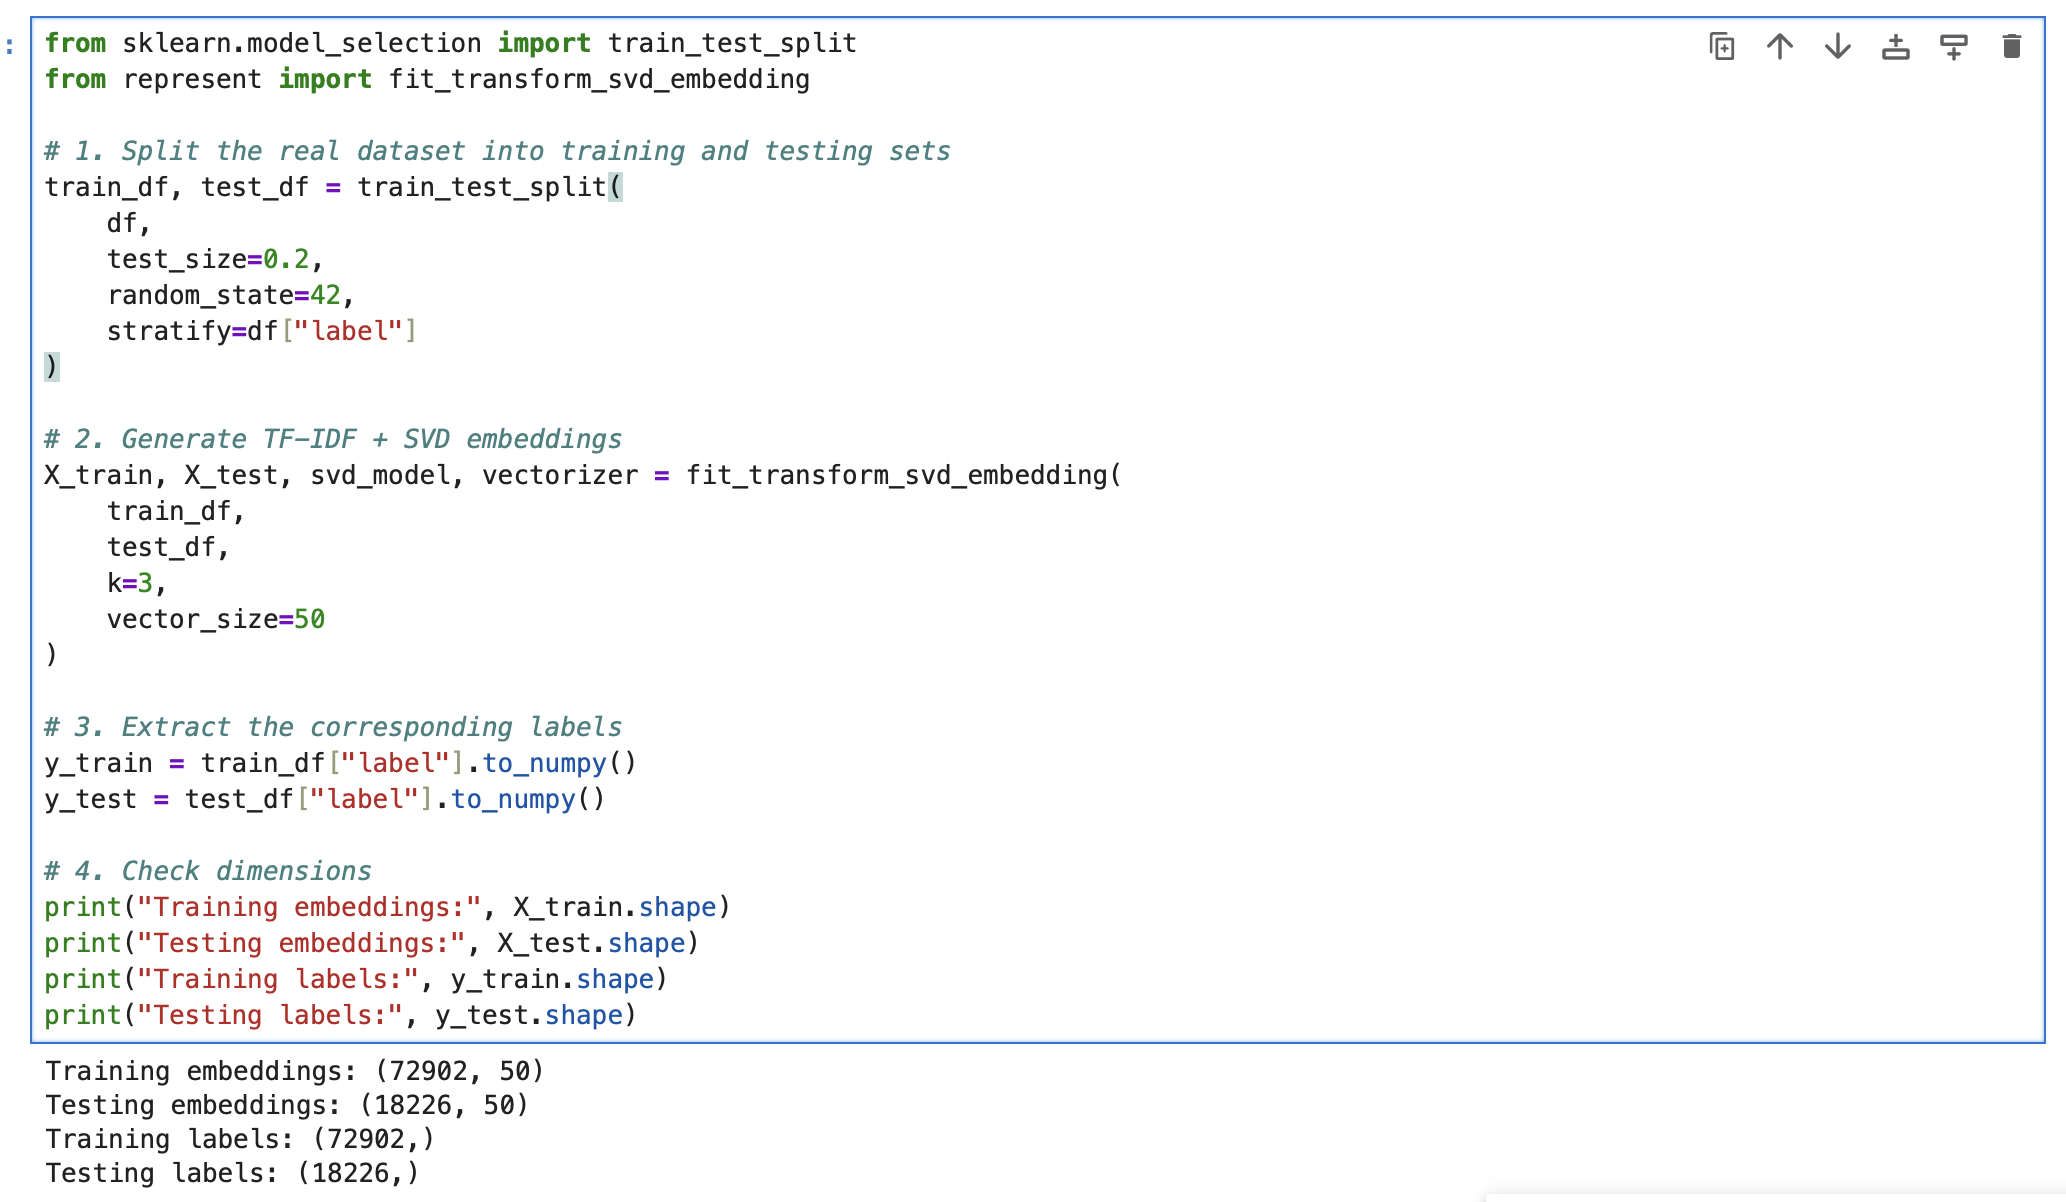 :
from sklearn.model_selection import train_test_split
from represent import fit_transform_svd_embedding
# 1. Split the real dataset into training and testing sets
train_df, test_df = train_test_split(
    df,
    test_size=0.2,
    random_state=42,
    stratify=df["label"]
)
# 2. Generate TF-IDF + SVD embeddings
X_train, X_test, svd_model, vectorizer = fit_transform_svd_embedding(
    train_df,
    test_df,
    k=3,
    vector_size=50
)
# 3. Extract the corresponding labels
y_train = train_df["label"].to_numpy()
y_test = test_df["label"].to_numpy()
# 4. Check dimensions
print("Training embeddings:", X_train.shape)
print("Testing embeddings:", X_test.shape)
print("Training labels:", y_train.shape)
print("Testing labels:", y_test.shape)
Training embeddings: (72902, 50)
Testing embeddings: (18226, 50)
Training labels: (72902,)
Testing labels: (18226,)